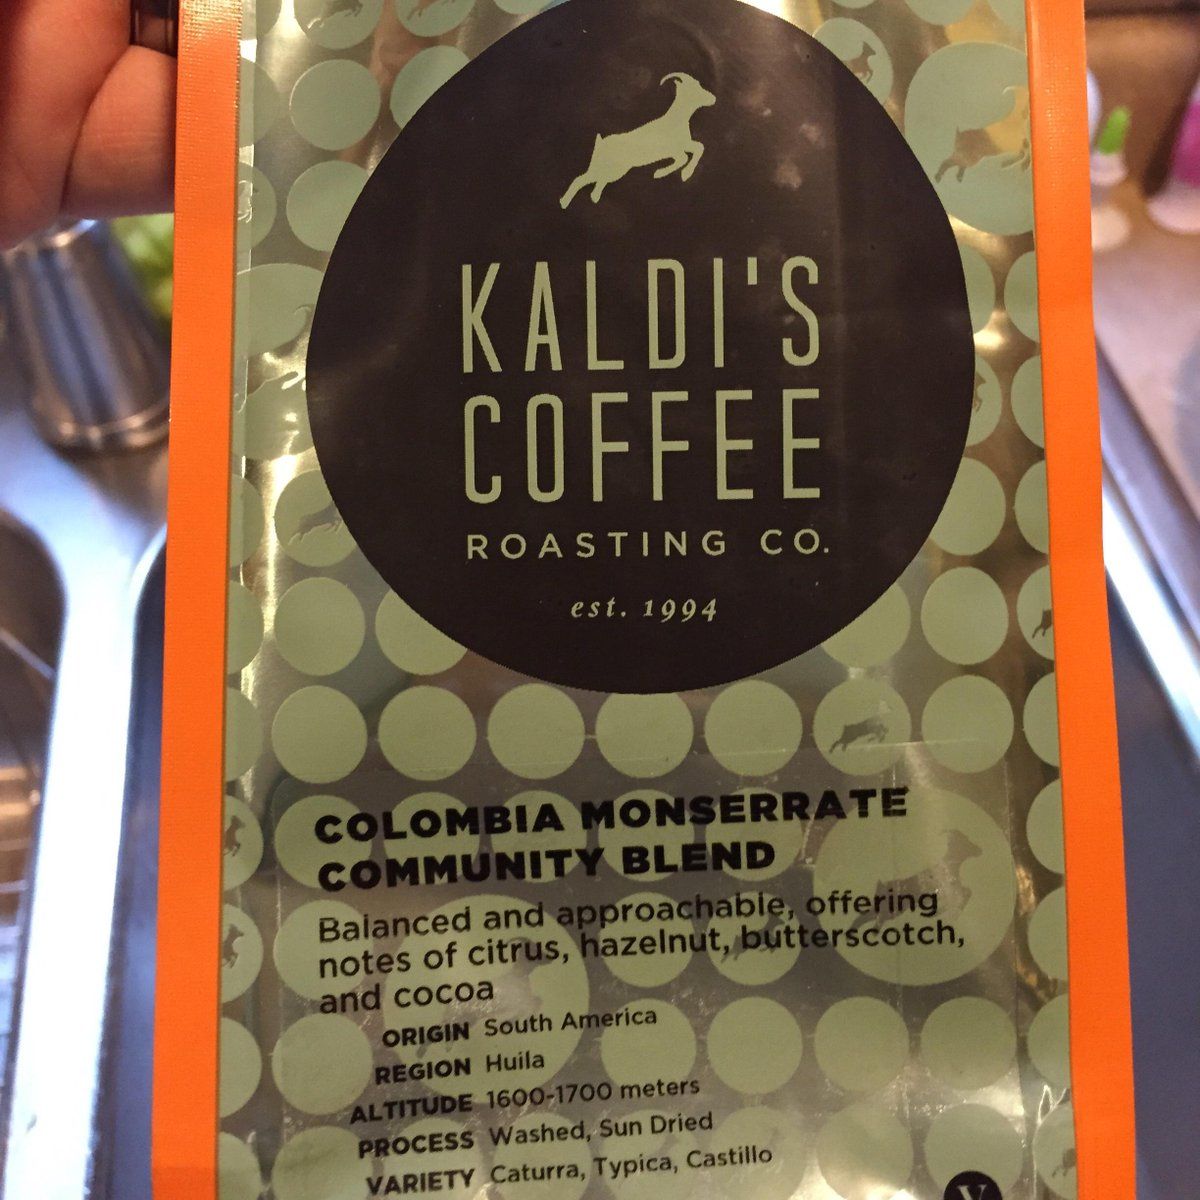 KALDI'S
COFFEE
ROASTING CO.
est. 1994
COLOMBIA MONSERRATE
COMMUNITY BLEND
Balanced and approachable, offering
notes of citrus, hazelnut, butterscotch,
and cocoa
ORIGIN South America
REGION Huila
ALTITUDE 1600-1700 meters
PROCESS Washed, Sun Dried
VARIETY Caturra, Typica, Castillo